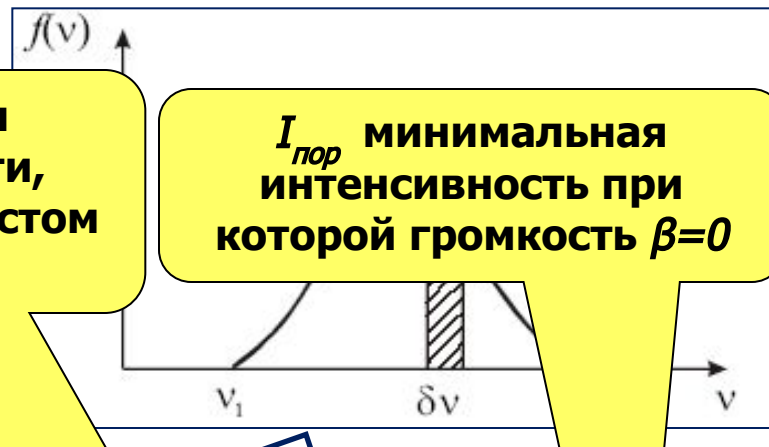 f(ν)
ти,
стом
I_пор минимальная
интенсивность при
которой громкость β=0
ν₁ δν ν